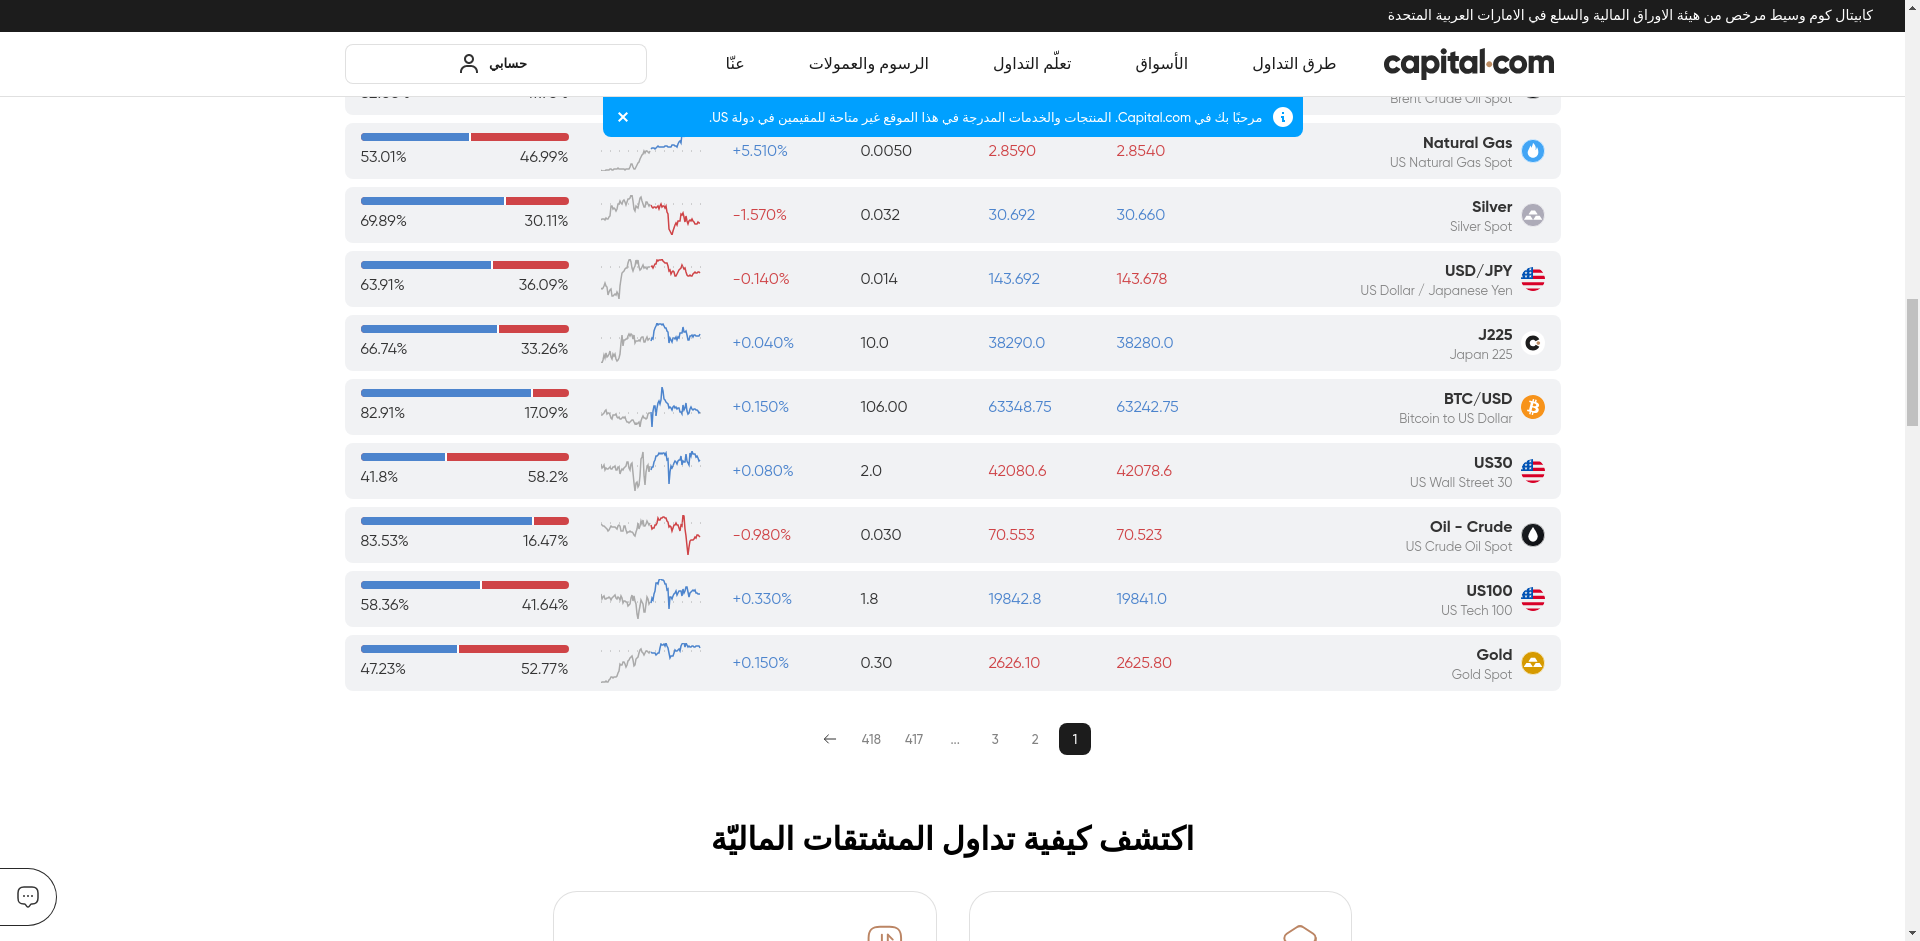 كابيتال كوم وسيط مرخص من هيئة الاوراق المالية والسلع في الامارات العربية المتحدة
capital.com
طرق التداول
الأسواق
تعلّم التداول
الرسوم والعمولات
عنّا
حسابي
مرحبًا بك في Capital.com. المنتجات والخدمات المدرجة في هذا الموقع غير متاحة للمقيمين في دولة US.
Brent Crude Oil Spot
Natural Gas
US Natural Gas Spot
2.8540
2.8590
0.0050
+5.510%
46.99%
53.01%
Silver
Silver Spot
30.660
30.692
0.032
-1.570%
30.11%
69.89%
USD/JPY
US Dollar / Japanese Yen
143.678
143.692
0.014
-0.140%
36.09%
63.91%
J225
Japan 225
38280.0
38290.0
10.0
+0.040%
33.26%
66.74%
BTC/USD
Bitcoin to US Dollar
63242.75
63348.75
106.00
+0.150%
17.09%
82.91%
US30
US Wall Street 30
42078.6
42080.6
2.0
+0.080%
58.2%
41.8%
Oil - Crude
US Crude Oil Spot
70.523
70.553
0.030
-0.980%
16.47%
83.53%
US100
US Tech 100
19841.0
19842.8
1.8
+0.330%
41.64%
58.36%
Gold
Gold Spot
2625.80
2626.10
0.30
+0.150%
52.77%
47.23%
1 2 3 ... 417 418
اكتشف كيفية تداول المشتقات الماليّة